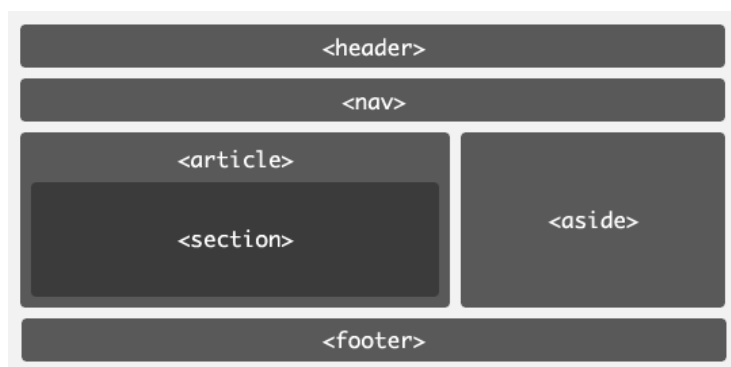 <header>
<nav>
<article>
<section>
<aside>
<footer>